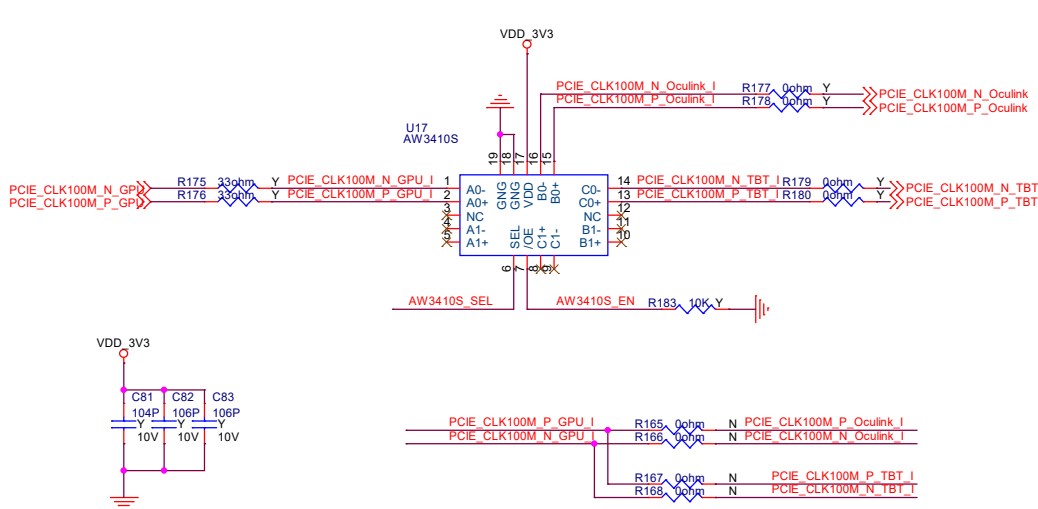 VDD_3V3
PCIE_CLK100M_N_Oculink_I R177 0ohm Y PCIE_CLK100M_N_Oculink
PCIE_CLK100M_P_Oculink_I R178 0ohm Y PCIE_CLK100M_P_Oculink
U17
AW3410S
19 18 17 16 15
PCIE_CLK100M_N_GPU R175 33ohm Y PCIE_CLK100M_N_GPU_I 1 A0- GNG GNG VDD B0- B0+ C0- 14 PCIE_CLK100M_N_TBT_I R179 0ohm Y PCIE_CLK100M_N_TBT
PCIE_CLK100M_P_GPU R176 33ohm Y PCIE_CLK100M_P_GPU_I 2 A0+ C0+ 13 PCIE_CLK100M_P_TBT_I R180 0ohm Y PCIE_CLK100M_P_TBT
3 NC NC 12
4 A1- B1- 11
5 A1+ SEL /OE C1+ C1- B1+ 10
6 7 8 9
AW3410S_SEL AW3410S_EN R183 10K Y
VDD_3V3
C81 C82 C83
104P 106P 106P
Y Y Y
10V 10V 10V
PCIE_CLK100M_P_GPU_I R165 0ohm N PCIE_CLK100M_P_Oculink_I
PCIE_CLK100M_N_GPU_I R166 0ohm N PCIE_CLK100M_N_Oculink_I
R167 0ohm N PCIE_CLK100M_P_TBT_I
R168 0ohm N PCIE_CLK100M_N_TBT_I